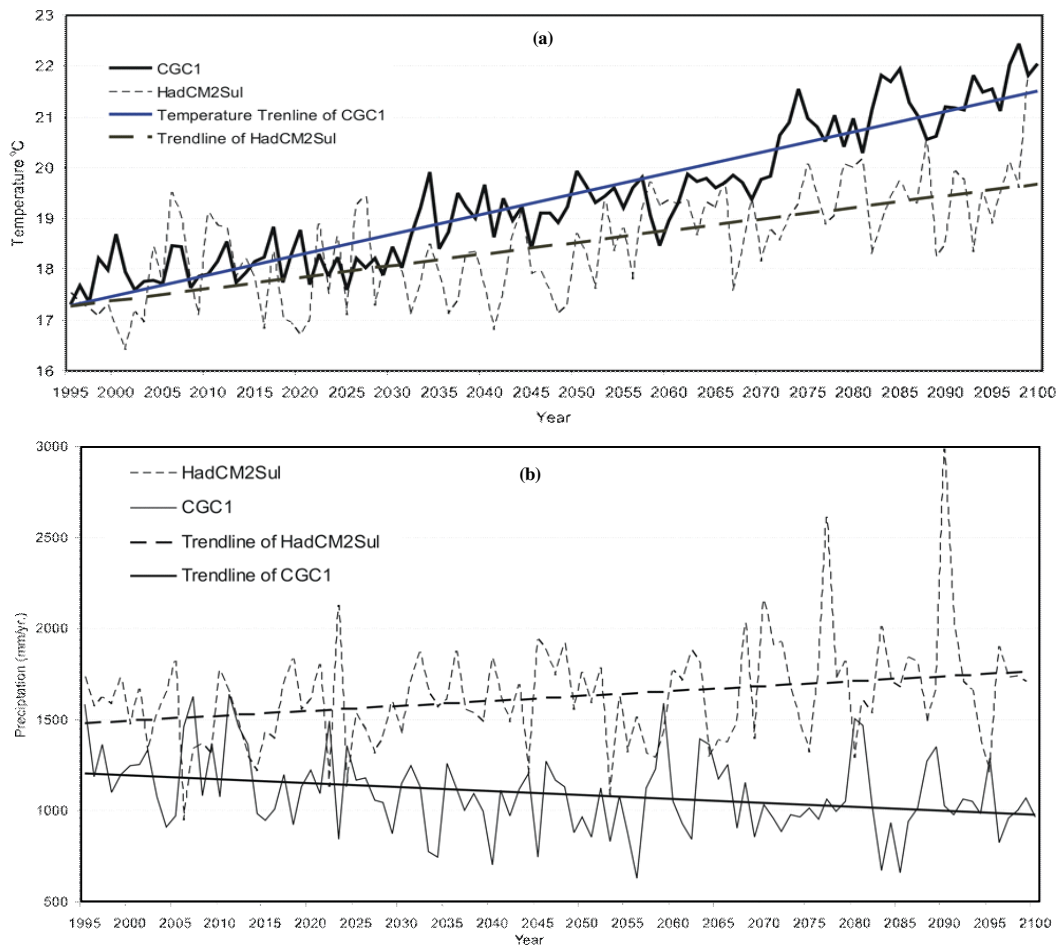 (a)
23
22
21
20
19
18
17
16
Temperature °C
CGC1
HadCM2Sul
Temperature Trenline of CGC1
Trendline of HadCM2Sul
1995 2000 2005 2010 2015 2020 2025 2030 2035 2040 2045 2050 2055 2060 2065 2070 2075 2080 2085 2090 2095 2100
Year
(b)
3000
2500
2000
1500
1000
500
Preciptation (mm/yr.)
HadCM2Sul
CGC1
Trendline of HadCM2Sul
Trendline of CGC1
1995 2000 2005 2010 2015 2020 2025 2030 2035 2040 2045 2050 2055 2060 2065 2070 2075 2080 2085 2090 2095 2100
Year